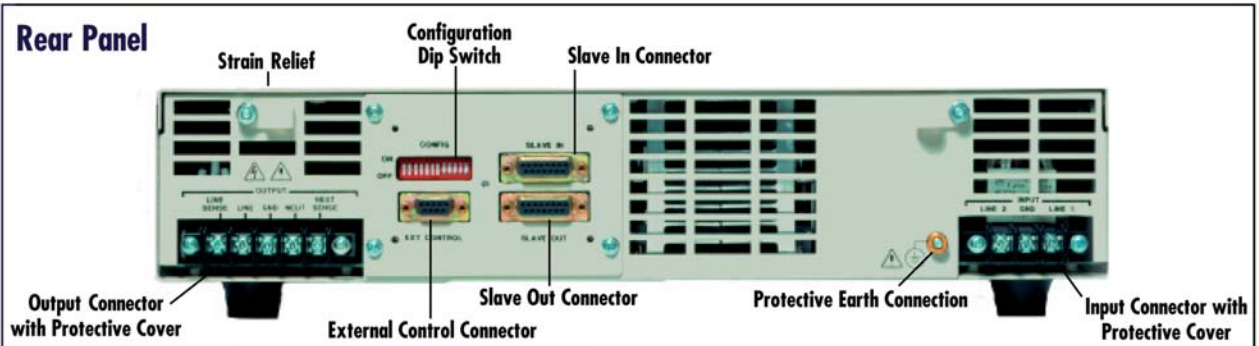 Rear Panel
Strain Relief
Configuration
Dip Switch
Slave In Connector
CONFIG
ON
OFF
SLAVE IN
OUTPUT
LINE
SENSE
LINE
GND
NEUT
NEUT
SENSE
EXT CONTROL
SLAVE OUT
INPUT
LINE 2
GND
LINE 1
Output Connector
with Protective Cover
External Control Connector
Slave Out Connector
Protective Earth Connection
Input Connector with
Protective Cover